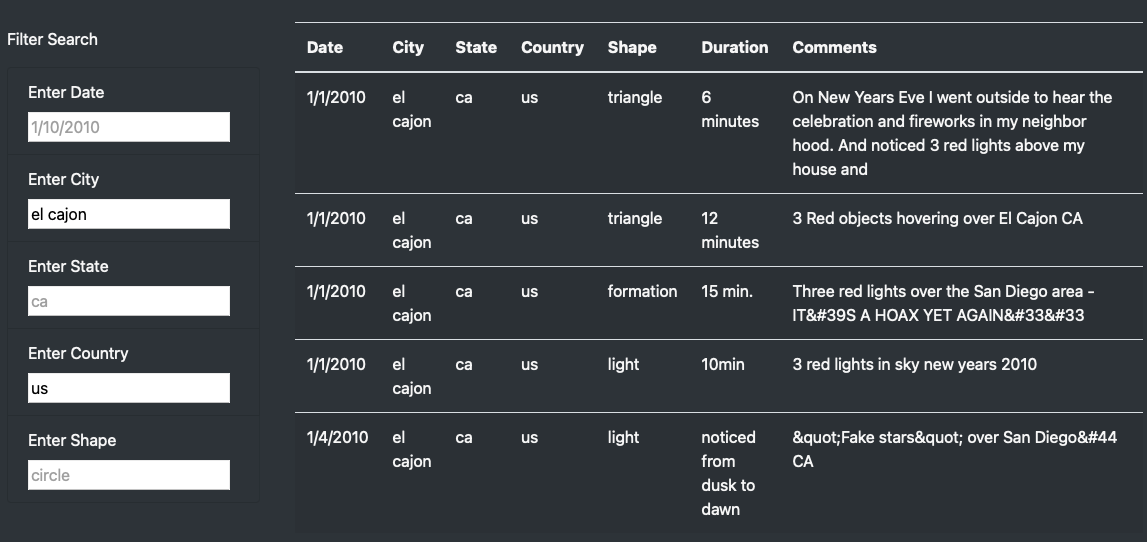 Filter Search
Enter Date
1/10/2010
Enter City
el cajon
Enter State
ca
Enter Country
us
Enter Shape
circle
Date City State Country Shape Duration Comments
1/1/2010 el ca us triangle 6 On New Years Eve I went outside to hear the
cajon minutes celebration and fireworks in my neighbor
hood. And noticed 3 red lights above my
house and
1/1/2010 el ca us triangle 12 3 Red objects hovering over El Cajon CA
cajon minutes
1/1/2010 el ca us formation 15 min. Three red lights over the San Diego area -
cajon IT&#39S A HOAX YET AGAIN&#33&#33
1/1/2010 el ca us light 10min 3 red lights in sky new years 2010
cajon
1/4/2010 el ca us light noticed &quot;Fake stars&quot; over San Diego&#44
cajon from CA
dusk to
dawn